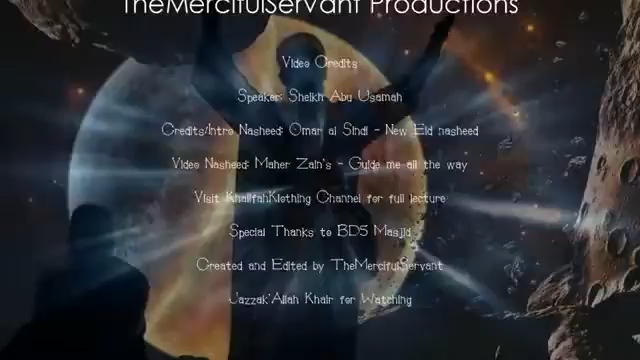 TheMercifulServant Productions
Video Credits
Speaker: Sheikh Abu Usamah
Credits/Intro Nasheed: Omar al Sindi - New Eid nasheed
Video Nasheed: Maher Zain's - Guide me all the way
Visit KhalifahKlothing Channel for full lecture
Special Thanks to BDS Masjid
Created and Edited by TheMercifulServant
Jazzak'Allah Khair for Watching